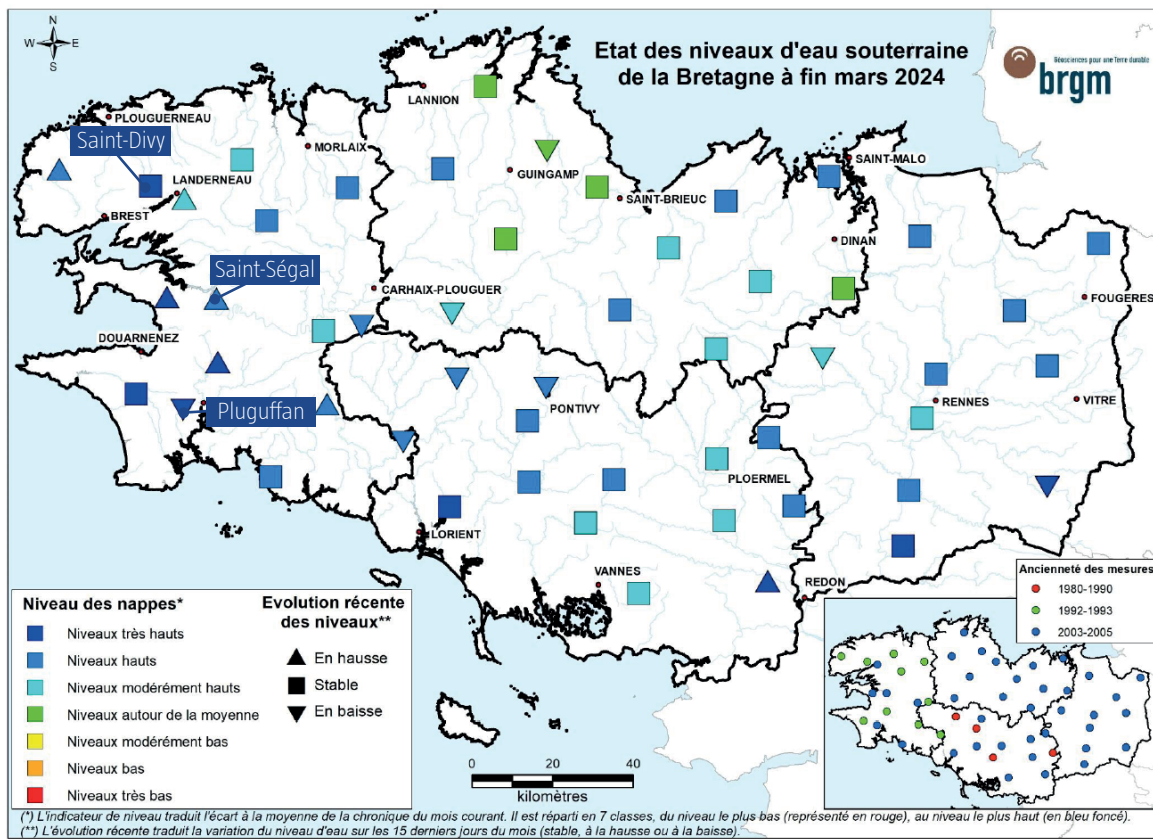 N
W E
S
Etat des niveaux d'eau souterraine
de la Bretagne à fin mars 2024
Géosciences pour une Terre durable
brgm
LANNION
PLOUGUERNEAU
Saint-Divy
MORLAIX
GUINGAMP
SAINT-MALO
LANDERNEAU
SAINT-BRIEUC
BREST
DINAN
Saint-Ségal
CARHAIX-PLOUGUER
FOUGERES
DOUARNENEZ
PONTIVY
RENNES
VITRE
Pluguffan
PLOERMEL
LORIENT
VANNES
REDON
Niveau des nappes*
Niveaux très hauts
Niveaux hauts
Niveaux modérément hauts
Niveaux autour de la moyenne
Niveaux modérément bas
Niveaux bas
Niveaux très bas
Evolution récente
des niveaux**
En hausse
Stable
En baisse
0 10 20 40
kilomètres
Ancienneté des mesures
1980-1990
1992-1993
2003-2005
(*) L'indicateur de niveau traduit l'écart à la moyenne de la chronique du mois courant. Il est réparti en 7 classes, du niveau le plus bas (représenté en rouge), au niveau le plus haut (en bleu foncé).
(**) L'évolution récente traduit la variation du niveau d'eau sur les 15 derniers jours du mois (stable, à la hausse ou à la baisse).